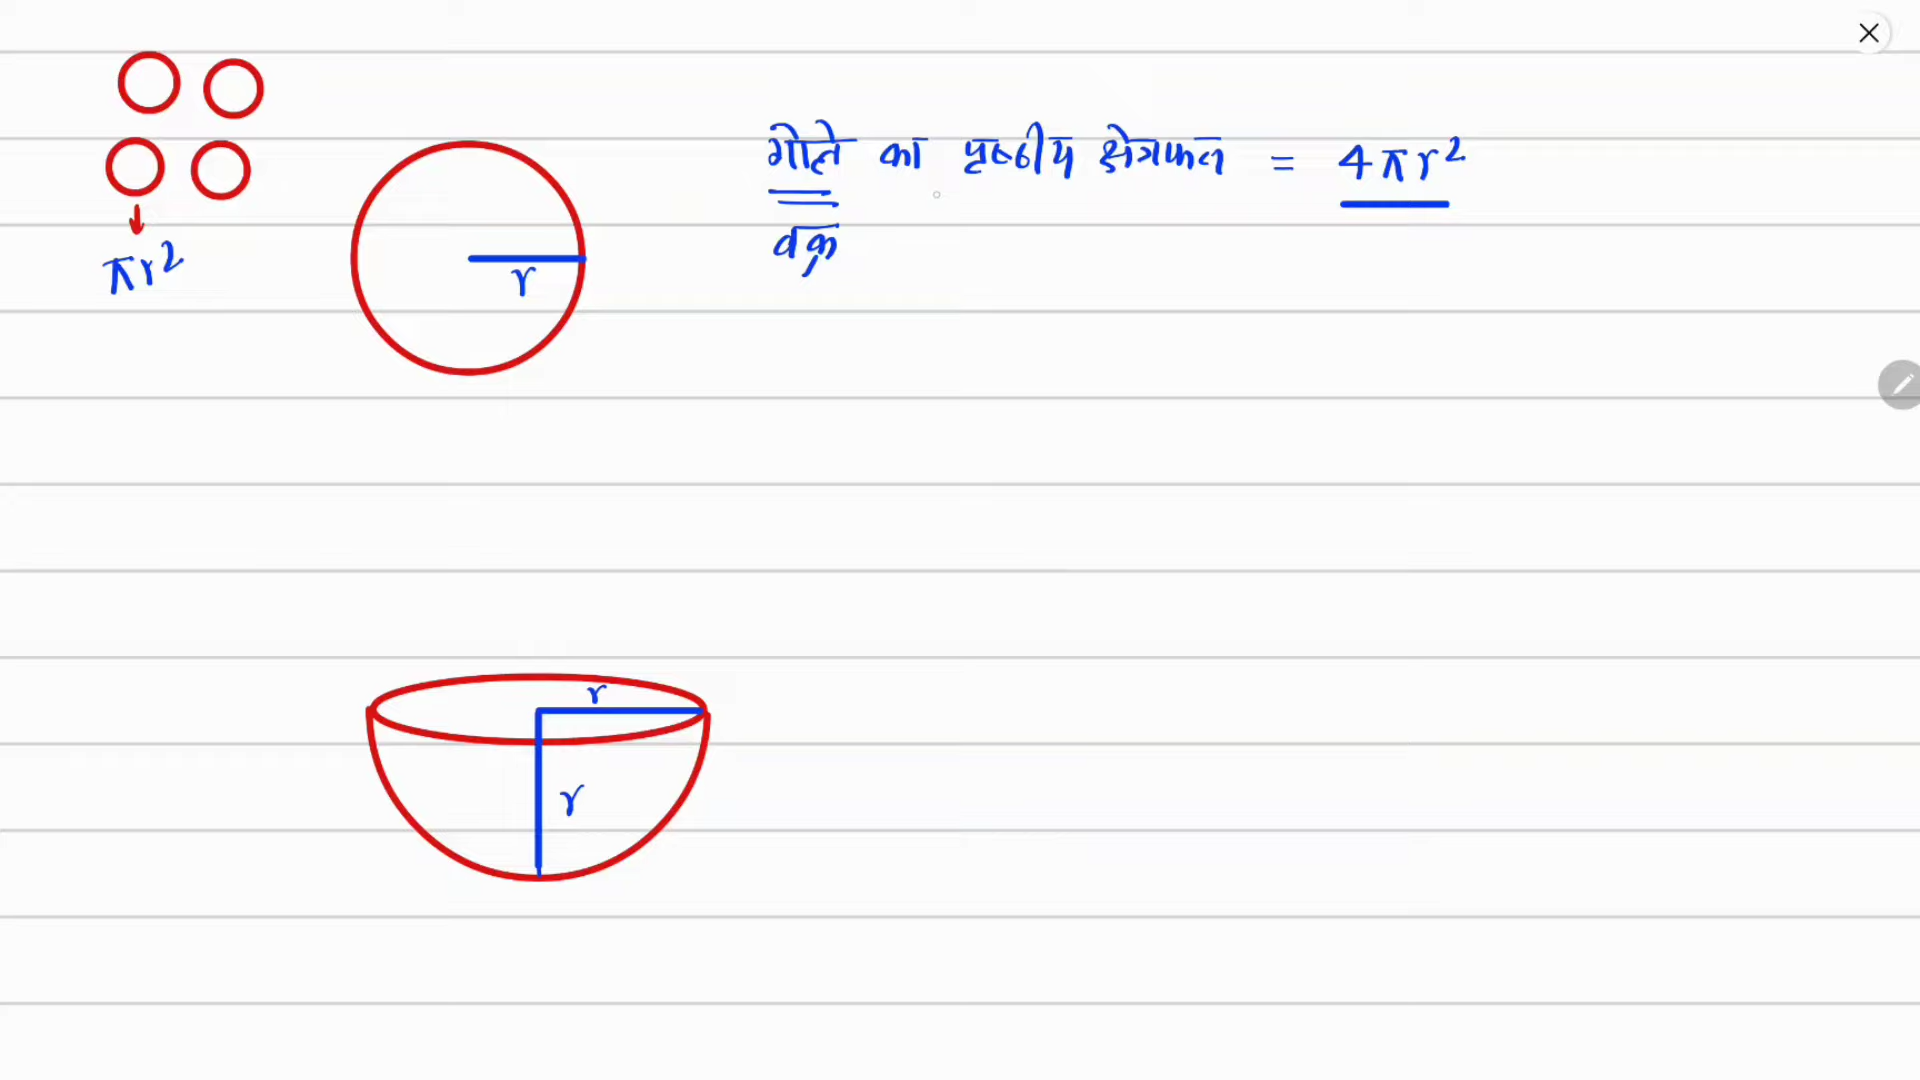 गोले का पृष्ठीय क्षेत्रफल = 4πr²
वक्र
πr²
r
r
r